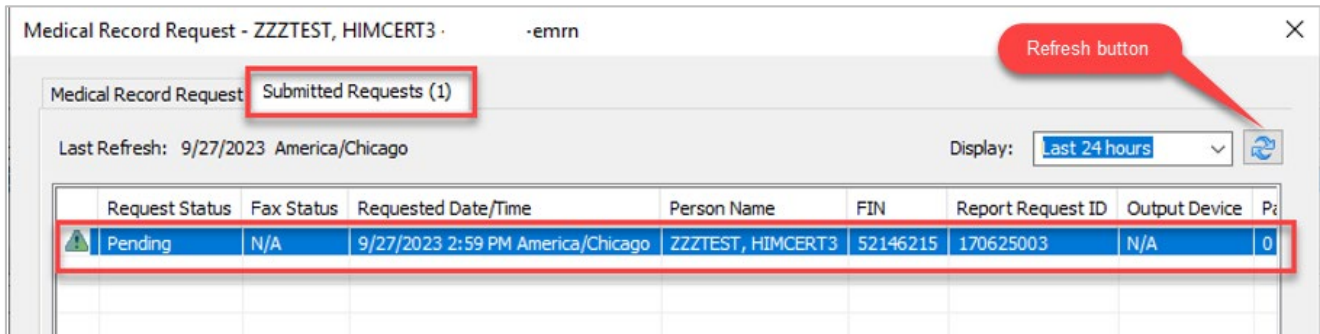 Medical Record Request - ZZZTEST, HIMCERT3 · -emrn
Refresh button
Medical Record Request Submitted Requests (1)
Last Refresh: 9/27/2023 America/Chicago Display: Last 24 hours
Request Status Fax Status Requested Date/Time Person Name FIN Report Request ID Output Device
Pending N/A 9/27/2023 2:59 PM America/Chicago ZZZTEST, HIMCERT3 52146215 170625003 N/A 0